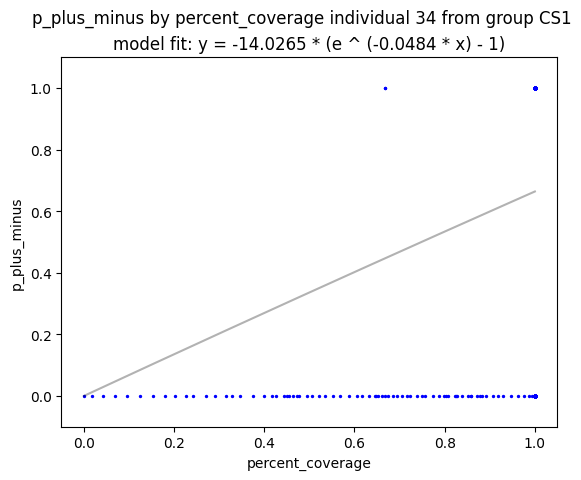 p_plus_minus by percent_coverage individual 34 from group CS1
model fit: y = -14.0265 * (e ^ (-0.0484 * x) - 1)
1.0
0.8
0.6
0.4
0.2
0.0
p_plus_minus
0.0 0.2 0.4 0.6 0.8 1.0
percent_coverage